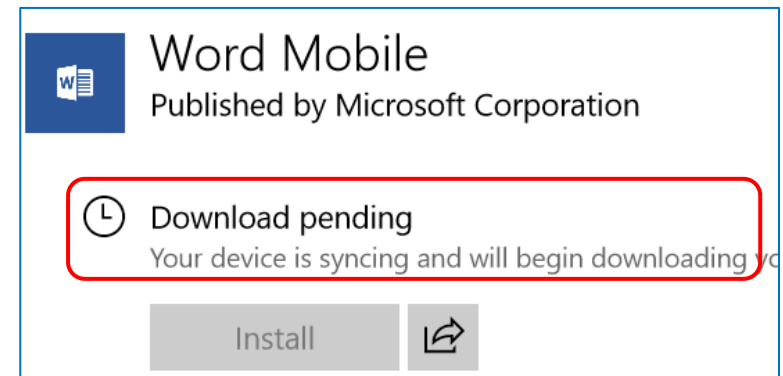 Word Mobile
Published by Microsoft Corporation
Download pending
Your device is syncing and will begin downloading
Install